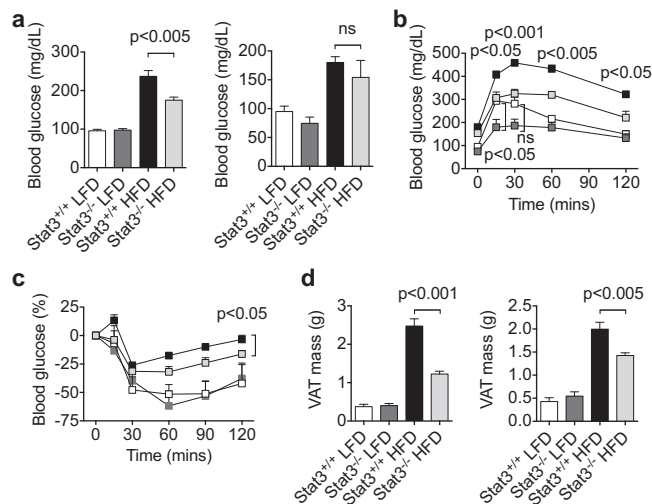 a
Blood glucose (mg/dL)
300
200
100
0
p<0.005
Stat3+/+ LFD
Stat3-/- LFD
Stat3+/+ HFD
Stat3-/- HFD
Blood glucose (mg/dL)
200
150
100
50
0
ns
Stat3+/+ LFD
Stat3-/- LFD
Stat3+/+ HFD
Stat3-/- HFD
b
Blood glucose (mg/dL)
500
400
300
200
100
0
p<0.001
p<0.05
p<0.005
p<0.05
ns
p<0.05
0 30 60 90 120
Time (mins)
c
Blood glucose (%)
25
0
-25
-50
-75
p<0.05
0 30 60 90 120
Time (mins)
d
VAT mass (g)
3
2
1
0
p<0.001
Stat3+/+ LFD
Stat3-/- LFD
Stat3+/+ HFD
Stat3-/- HFD
VAT mass (g)
2.5
2.0
1.5
1.0
0.5
0.0
p<0.005
Stat3+/+ LFD
Stat3-/- LFD
Stat3+/+ HFD
Stat3-/- HFD